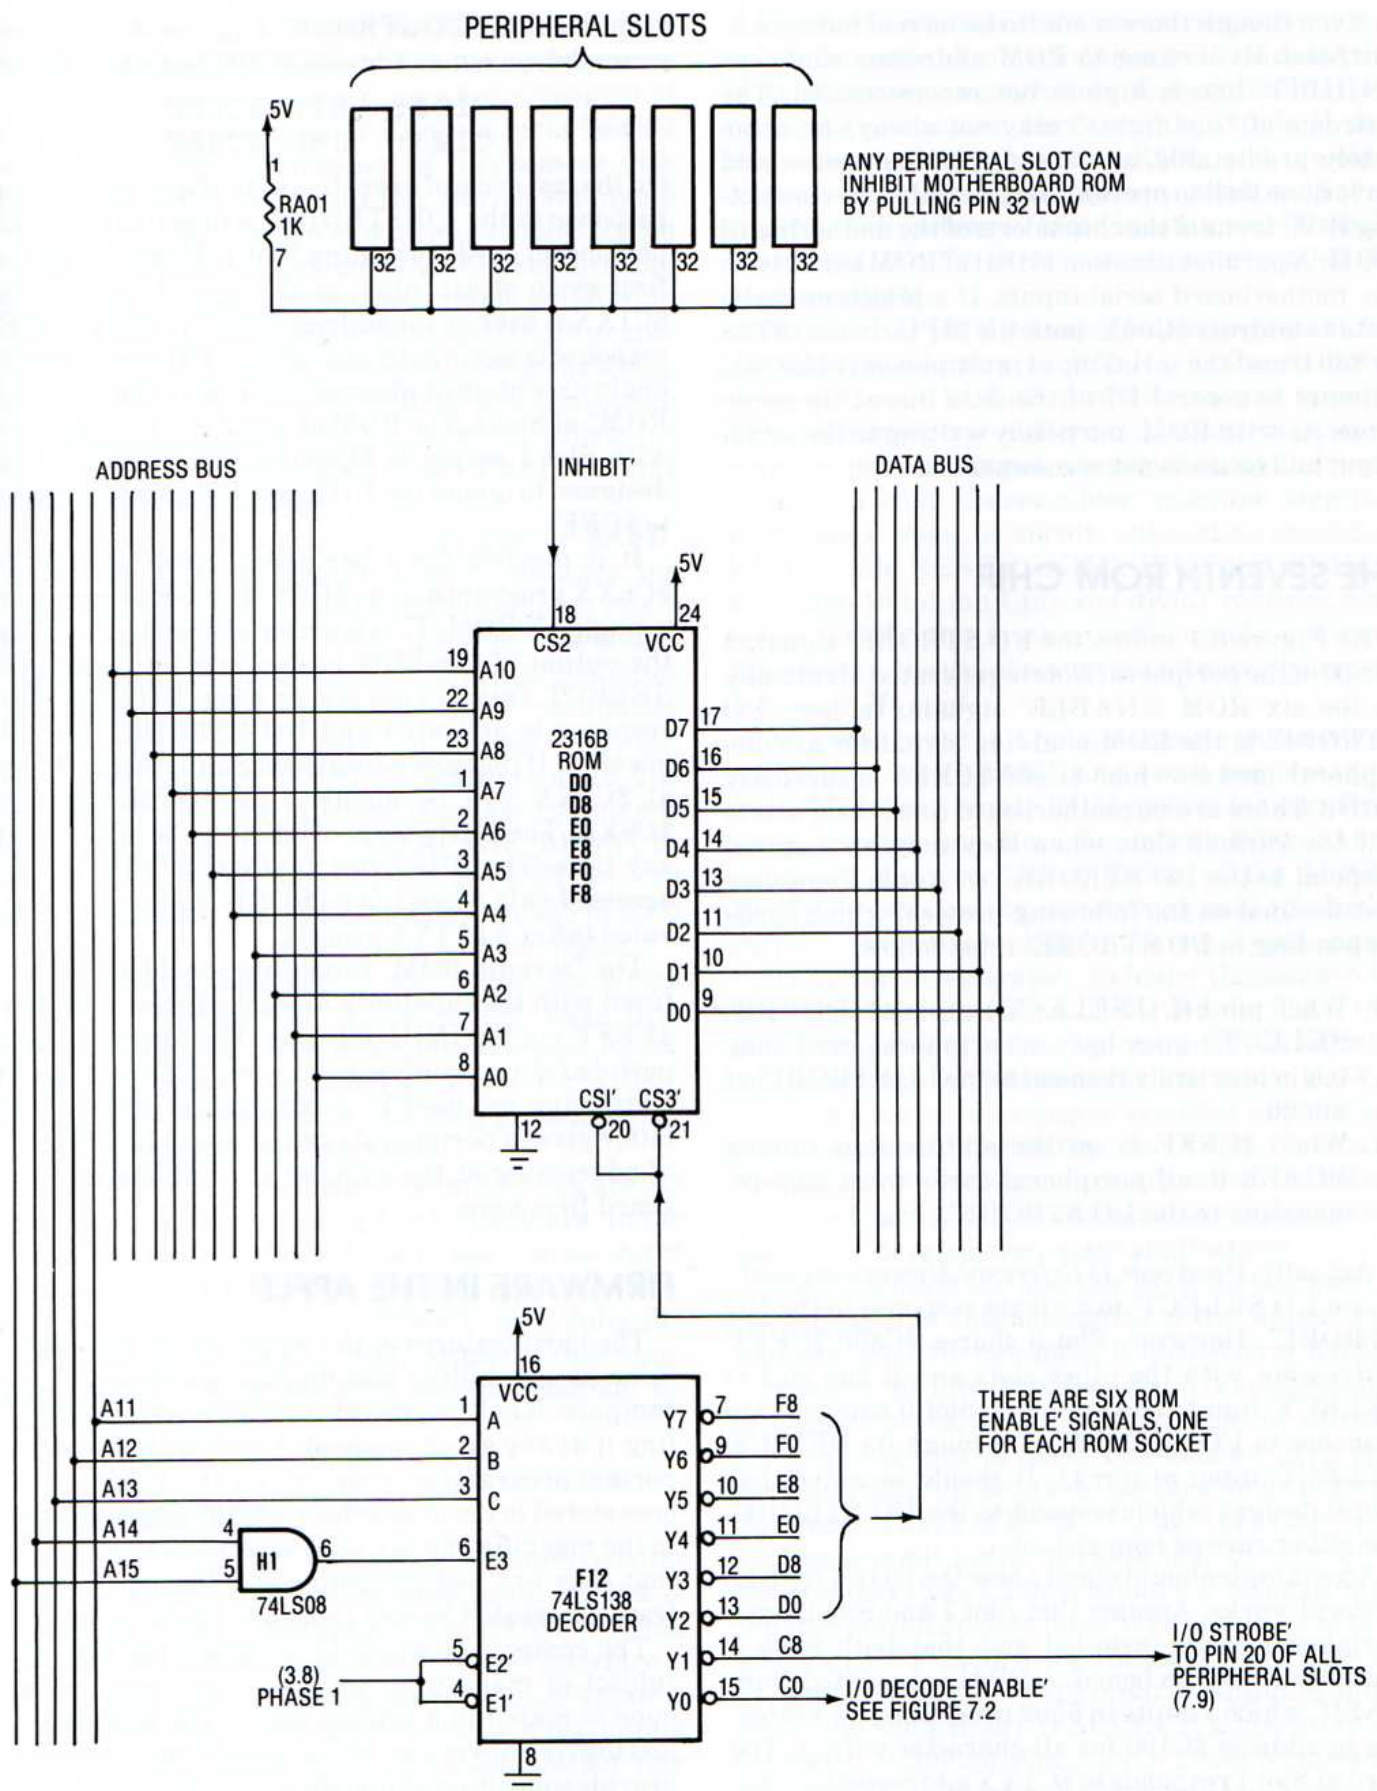 PERIPHERAL SLOTS
5V
1
RA01
1K
7
32 32 32 32 32 32 32 32
ANY PERIPHERAL SLOT CAN
INHIBIT MOTHERBOARD ROM
BY PULLING PIN 32 LOW
ADDRESS BUS
INHIBIT'
DATA BUS
5V
18
24
CS2
VCC
19 A10
22 A9
23 A8
1 A7
2 A6
3 A5
4 A4
5 A3
6 A2
7 A1
8 A0
2316B
ROM
D0
D8
E0
E8
F0
F8
D7 17
D6 16
D5 15
D4 14
D3 13
D2 11
D1 10
D0 9
CS1' CS3'
12 20 21
5V
16
VCC
A11 1 A
A12 2 B
A13 3 C
A14 4
A15 5
H1
6
74LS08
6 E3
F12
74LS138
DECODER
5 E2'
4 E1'
(3.8)
PHASE 1
8
Y7 7 F8
Y6 9 F0
Y5 10 E8
Y4 11 E0
Y3 12 D8
Y2 13 D0
Y1 14 C8
Y0 15 C0
THERE ARE SIX ROM
ENABLE' SIGNALS, ONE
FOR EACH ROM SOCKET
I/O STROBE'
TO PIN 20 OF ALL
PERIPHERAL SLOTS
(7.9)
I/O DECODE ENABLE'
SEE FIGURE 7.2